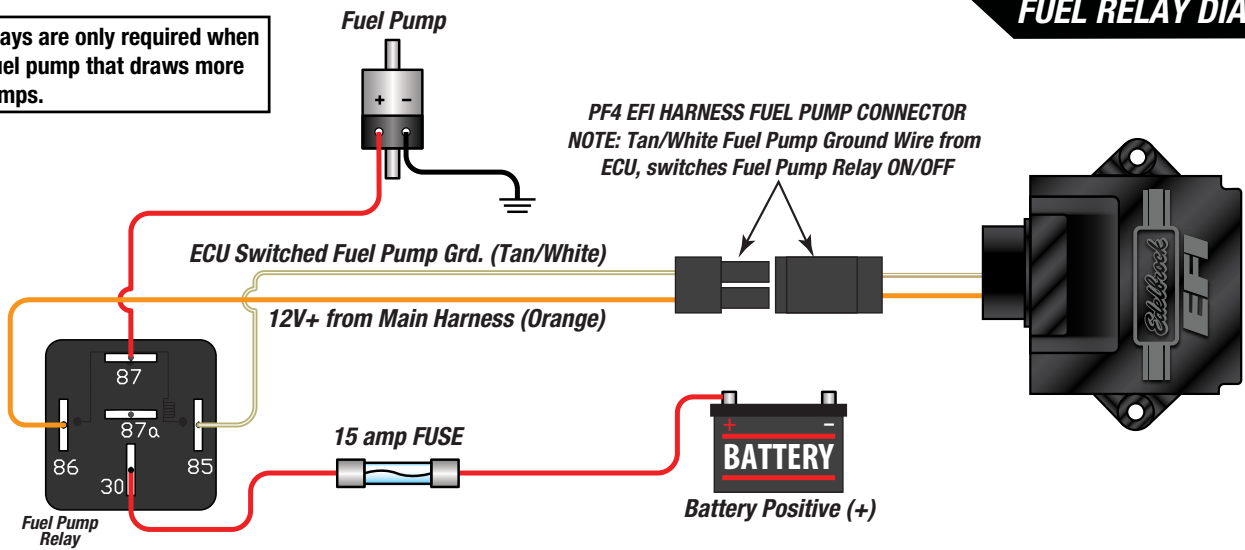 FUEL RELAY DIA
ays are only required when
uel pump that draws more
mps.
Fuel Pump
+ -
PF4 EFI HARNESS FUEL PUMP CONNECTOR
NOTE: Tan/White Fuel Pump Ground Wire from
ECU, switches Fuel Pump Relay ON/OFF
ECU Switched Fuel Pump Grd. (Tan/White)
12V+ from Main Harness (Orange)
Edelbrock
EFI
87
87a
86
85
30
Fuel Pump
Relay
15 amp FUSE
+ -
BATTERY
Battery Positive (+)